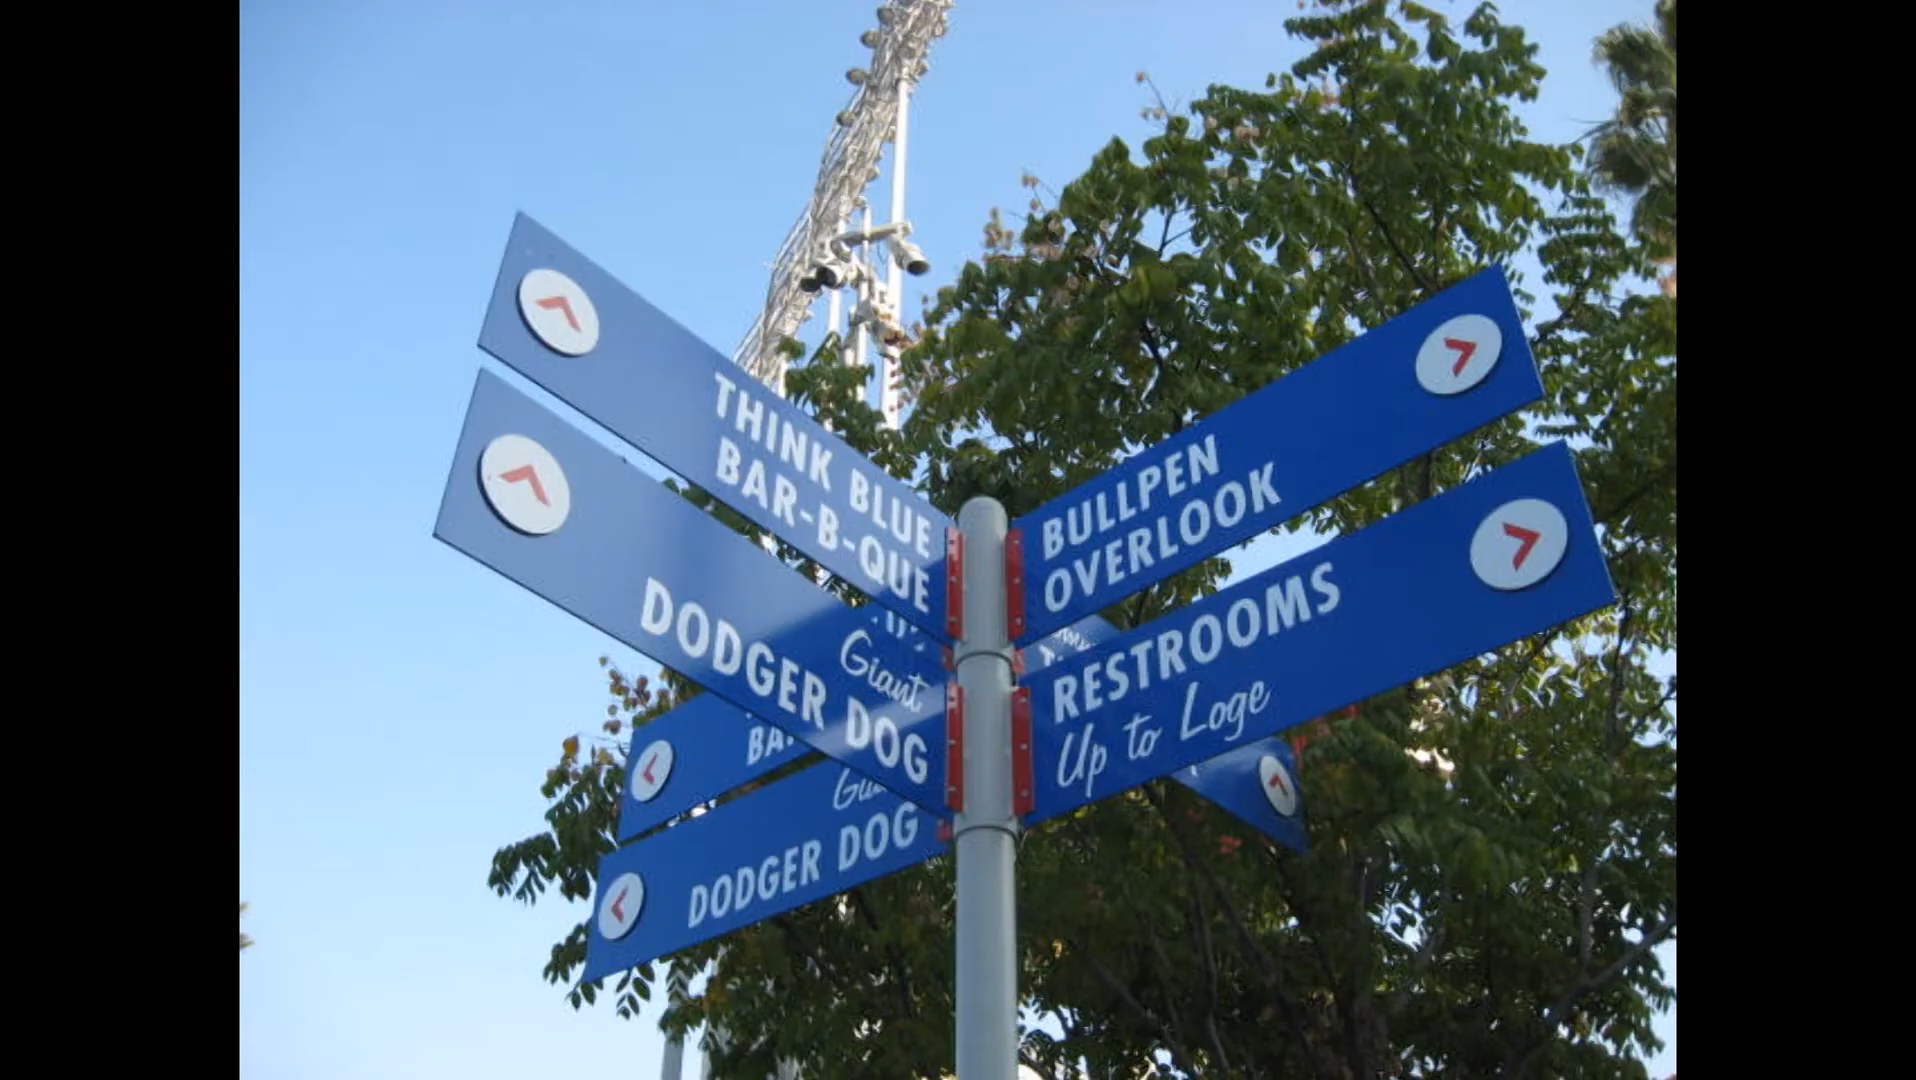 THINK BLUE
BAR-B-QUE
Giant
DODGER DOG
BULLPEN
OVERLOOK
RESTROOMS
Up to Loge
DODGER DOG